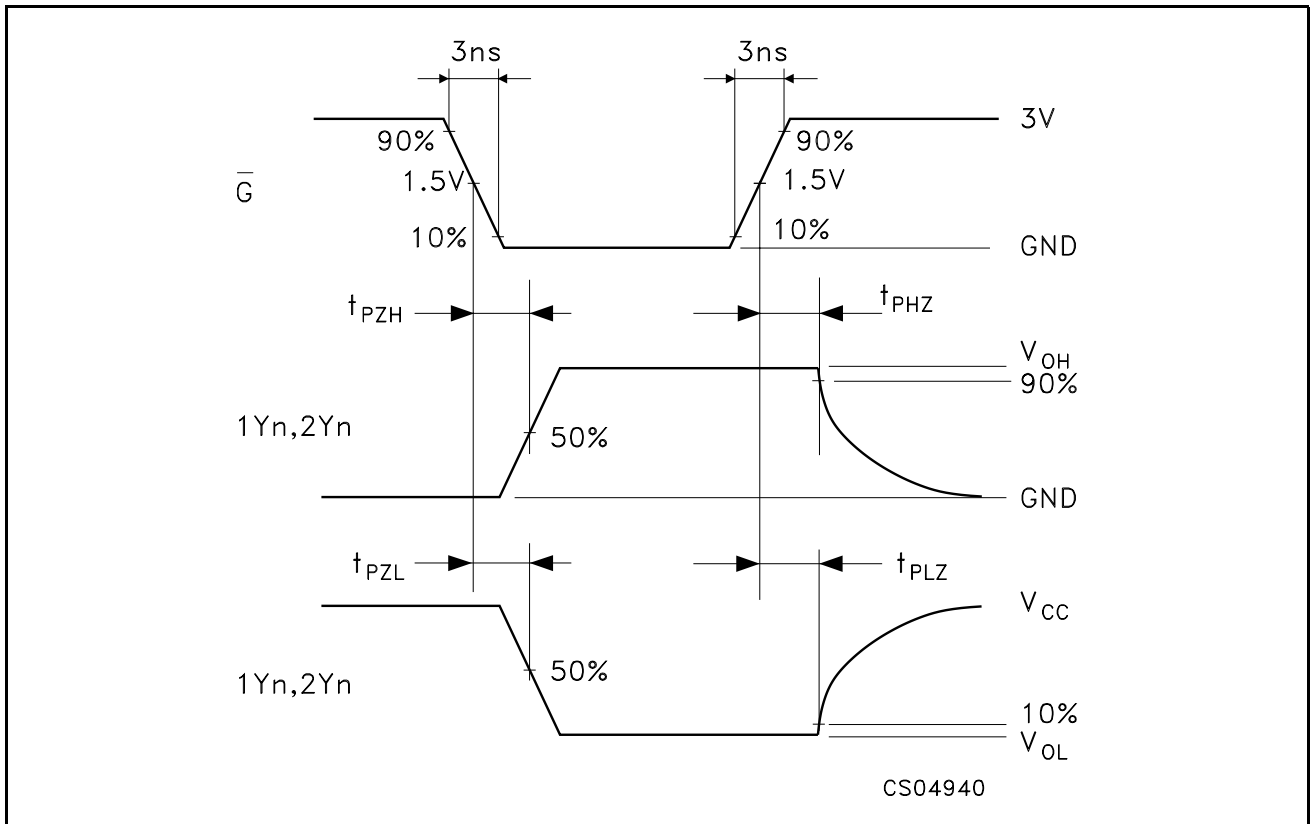 3ns 3ns
3V
90% 90%
G̅ 1.5V 1.5V
10% 10%
GND
tPZH tPHZ
VOH
90%
1Yn,2Yn 50%
GND
tPZL tPLZ
VCC
1Yn,2Yn 50%
10%
VOL
CS04940